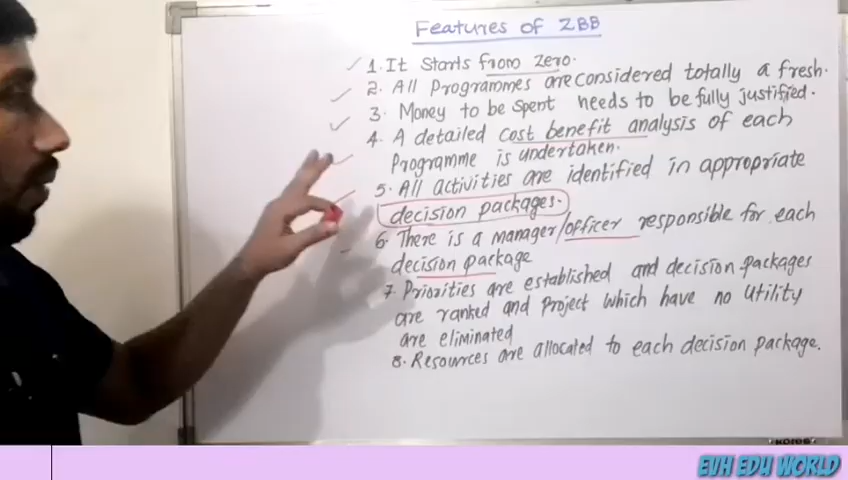 Features of ZBB
1. It Starts from Zero.
2. All Programmes are considered totally a fresh.
3. Money to be Spent needs to be fully justified.
4. A detailed cost benefit analysis of each
Programme is undertaken.
5. All activities are identified in appropriate
decision packages.
6. There is a manager/officer responsible for each
decision package
7. Priorities are established and decision packages
are ranked and Project which have no Utility
are eliminated
8. Resources are allocated to each decision package.
KORES
EVH EDU WORLD